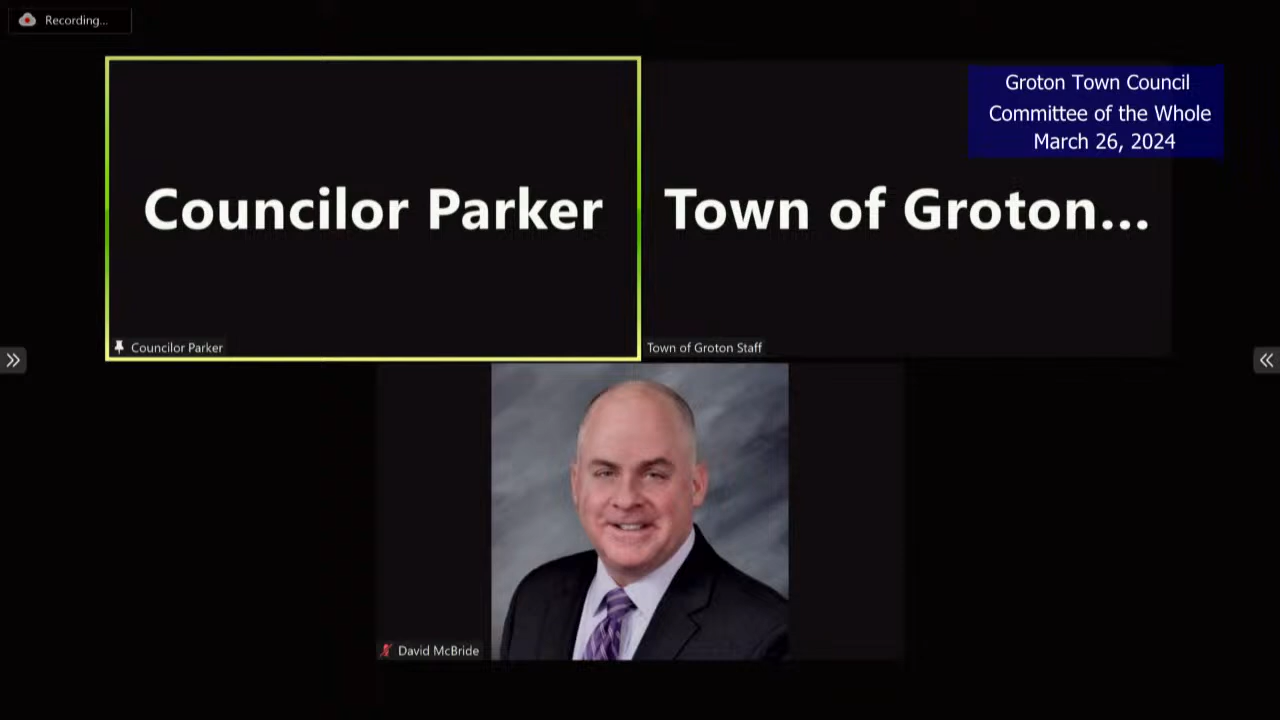 Recording...
Groton Town Council
Committee of the Whole
March 26, 2024
Councilor Parker
Town of Groton...
Councilor Parker
Town of Groton Staff
David McBride